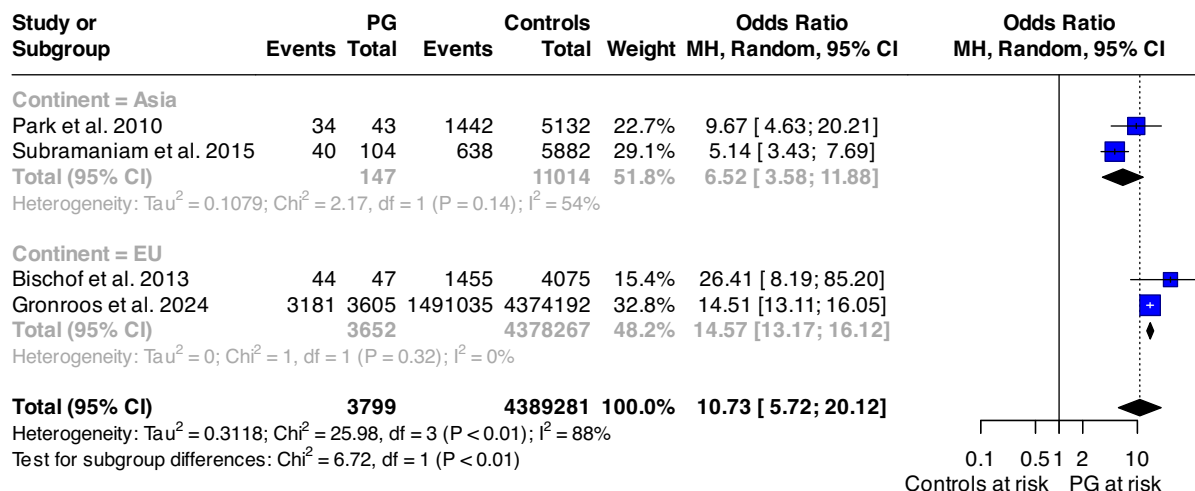 Study or PG Controls Odds Ratio Odds Ratio
Subgroup Events Total Events Total Weight MH, Random, 95% CI MH, Random, 95% CI
Continent = Asia
Park et al. 2010 34 43 1442 5132 22.7% 9.67 [ 4.63; 20.21]
Subramaniam et al. 2015 40 104 638 5882 29.1% 5.14 [ 3.43; 7.69]
Total (95% CI) 147 11014 51.8% 6.52 [ 3.58; 11.88]
Heterogeneity: Tau² = 0.1079; Chi² = 2.17, df = 1 (P = 0.14); I² = 54%
Continent = EU
Bischof et al. 2013 44 47 1455 4075 15.4% 26.41 [ 8.19; 85.20]
Gronroos et al. 2024 3181 3605 1491035 4374192 32.8% 14.51 [13.11; 16.05]
Total (95% CI) 3652 4378267 48.2% 14.57 [13.17; 16.12]
Heterogeneity: Tau² = 0; Chi² = 1, df = 1 (P = 0.32); I² = 0%
Total (95% CI) 3799 4389281 100.0% 10.73 [ 5.72; 20.12]
Heterogeneity: Tau² = 0.3118; Chi² = 25.98, df = 3 (P < 0.01); I² = 88%
Test for subgroup differences: Chi² = 6.72, df = 1 (P < 0.01)
0.1 0.5 1 2 10
Controls at risk PG at risk